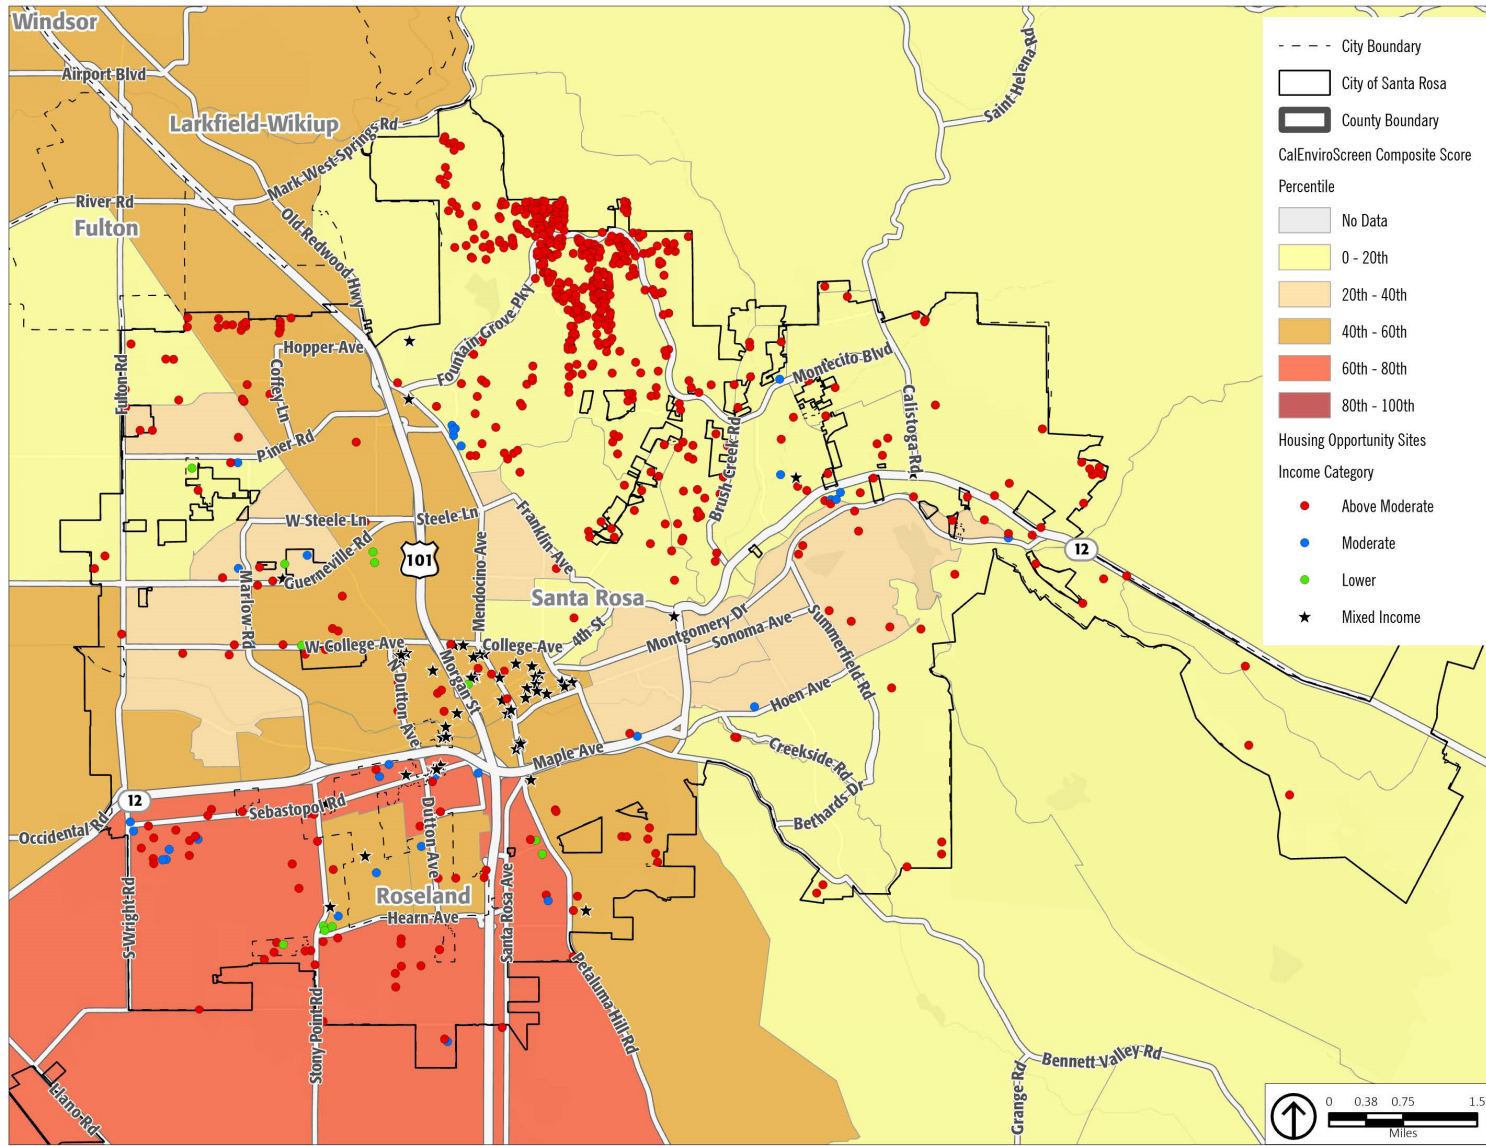 Windsor
Airport Blvd
Larkfield-Wikiup
Mark West Springs Rd
River Rd
Fulton
Old Redwood Hwy
Saint Helena Rd
Hopper Ave
Fountain Grove Pky
Fulton Rd
Coffey Ln
Piner Rd
Montecito Blvd
Calistoga Rd
Brush Creek Rd
W Steele Ln
Steele Ln
Franklin Ave
Guerneville Rd
101
12
Mendocino Ave
Marlow Rd
Santa Rosa
4th St
Montgomery Dr
Sonoma Ave
Summerfield Rd
W College Ave
College Ave
N Dutton Ave
Morgan St
Hoen Ave
Maple Ave
Creekside Rd
Bethards Dr
12
Occidental Rd
Sebastopol Rd
Dutton Ave
Roseland
Hearn Ave
S Wright Rd
Santa Rosa Ave
Stony Point Rd
Petaluma Hill Rd
Llano Rd
Bennett Valley Rd
Grange Rd
City Boundary
City of Santa Rosa
County Boundary
CalEnviroScreen Composite Score
Percentile
No Data
0 - 20th
20th - 40th
40th - 60th
60th - 80th
80th - 100th
Housing Opportunity Sites
Income Category
Above Moderate
Moderate
Lower
Mixed Income
0 0.38 0.75 1.5
Miles